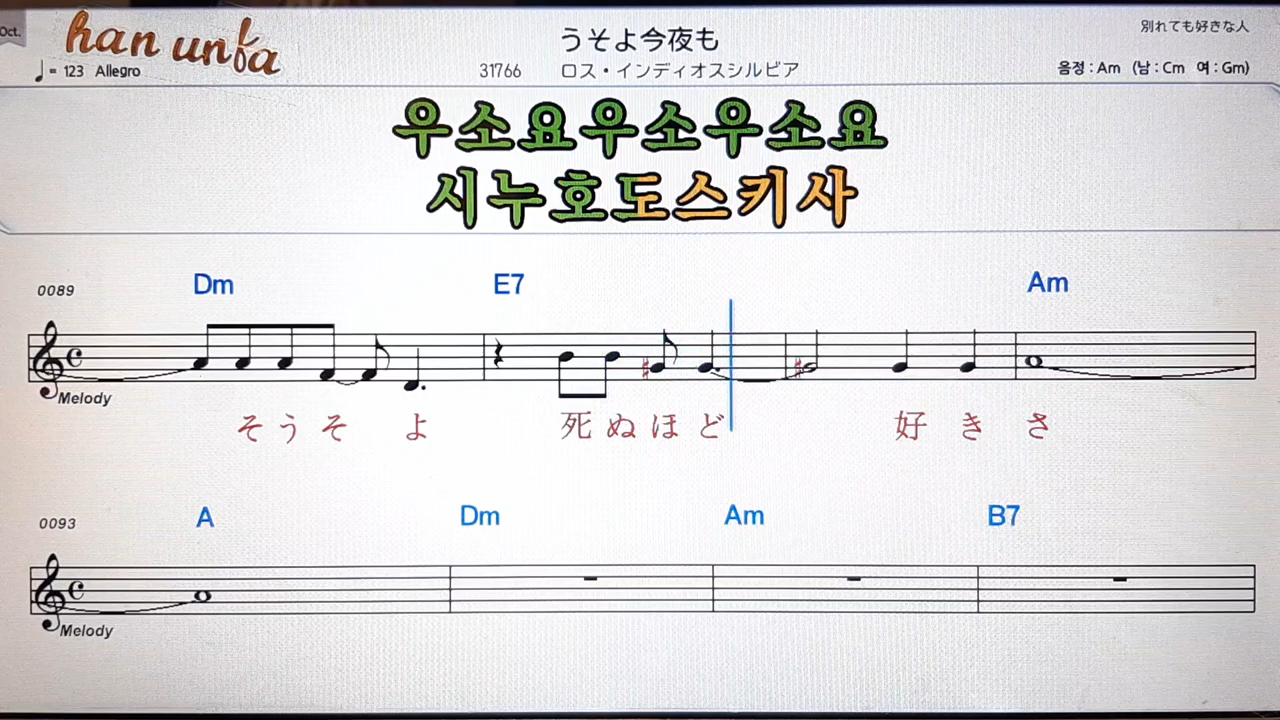 Oct.
han unfa
♩= 123 Allegro
うそよ今夜も
31766 ロス・インディオスシルビア
別れても好きな人
음정 : Am (남 : Cm 여 : Gm)
우소요우소우소요
시누호도스키사
0089 Dm E7 Am
Melody
そうそ よ 死ぬほど 好 き さ
0093 A Dm Am B7
Melody